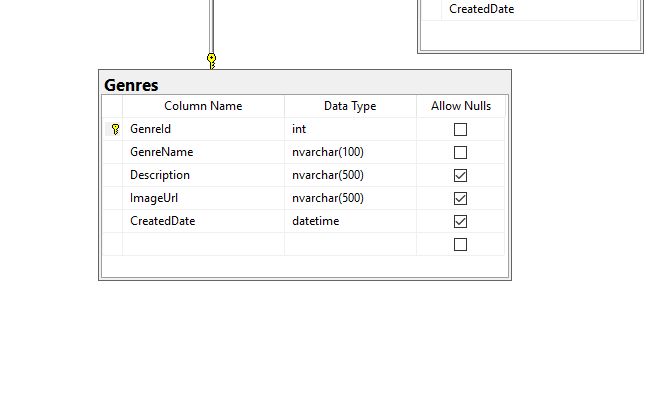 CreatedDate
Genres
Column Name Data Type Allow Nulls
GenreId int
GenreName nvarchar(100)
Description nvarchar(500)
ImageUrl nvarchar(500)
CreatedDate datetime